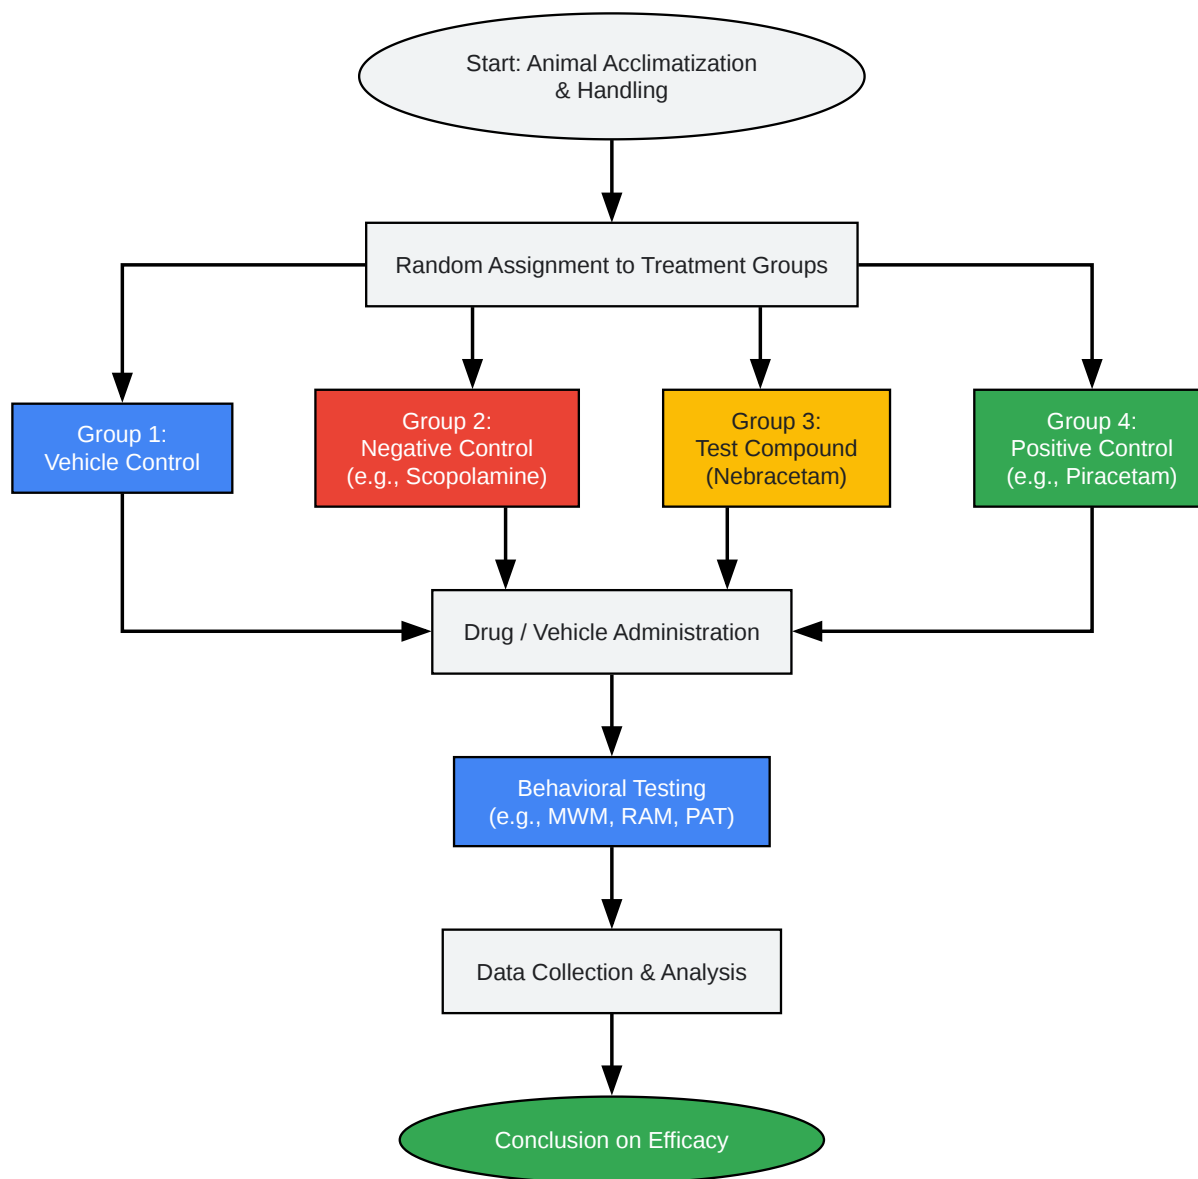 Start: Animal Acclimatization
& Handling
Random Assignment to Treatment Groups
Group 1:
Vehicle Control
Group 2:
Negative Control
(e.g., Scopolamine)
Group 3:
Test Compound
(Nebracetam)
Group 4:
Positive Control
(e.g., Piracetam)
Drug / Vehicle Administration
Behavioral Testing
(e.g., MWM, RAM, PAT)
Data Collection & Analysis
Conclusion on Efficacy